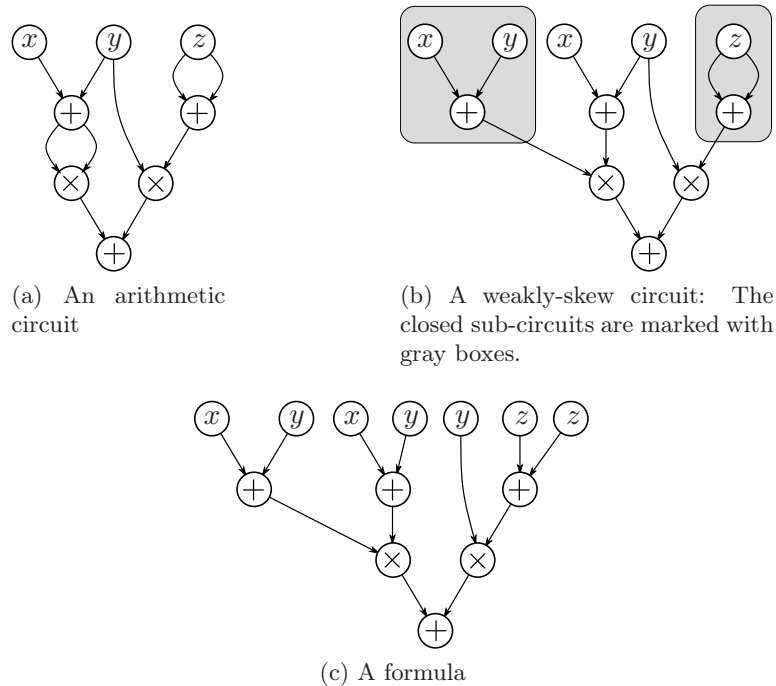 x y z
+ +
× ×
+
(a) An arithmetic
circuit
x y x y z
+ + +
× ×
+
(b) A weakly-skew circuit: The
closed sub-circuits are marked with
gray boxes.
x y x y y z z
+ + +
× ×
+
(c) A formula